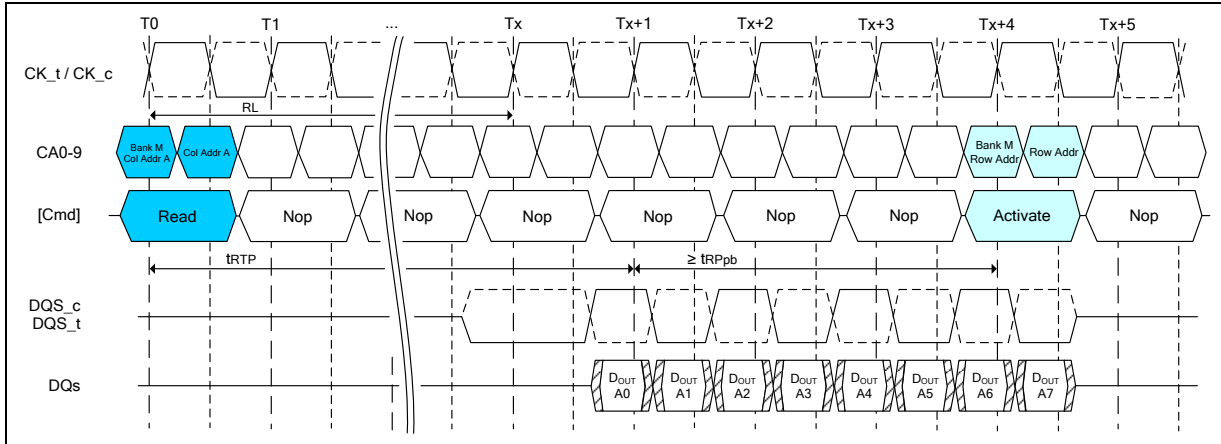 T0 T1 ... Tx Tx+1 Tx+2 Tx+3 Tx+4 Tx+5
CK_t / CK_c
RL
CA0-9
Bank M
Col Addr A
Col Addr A
Bank M
Row Addr
Row Addr
[Cmd] Read Nop Nop Nop Nop Nop Nop Activate Nop
tRTP ≥ tRPpb
DQS_c
DQS_t
DQs
DOUT A0
DOUT A1
DOUT A2
DOUT A3
DOUT A4
DOUT A5
DOUT A6
DOUT A7